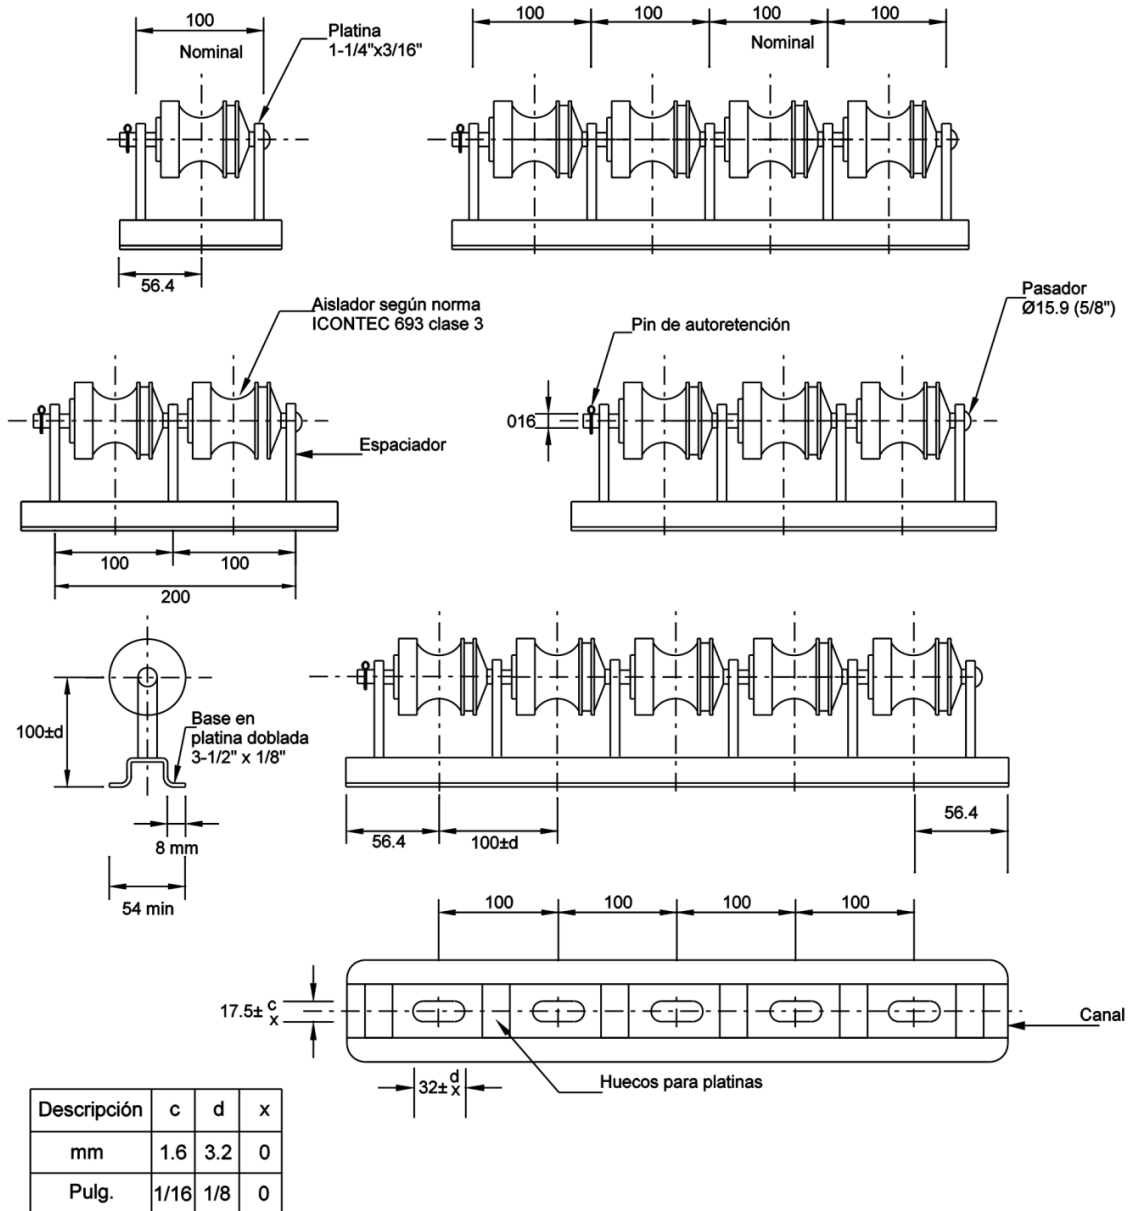 100
Nominal
Platina
1-1/4"x3/16"
100
100
100
100
Nominal
56.4
Aislador según norma
ICONTEC 693 clase 3
Pin de autoretención
Pasador
Ø15.9 (5/8")
O16
Espaciador
100
100
200
100±d
Base en
platina doblada
3-1/2" x 1/8"
8 mm
54 min
56.4
100±d
56.4
100
100
100
100
17.5± c
x
Canal
32± d
x
Huecos para platinas
Descripción c d x
mm 1.6 3.2 0
Pulg. 1/16 1/8 0